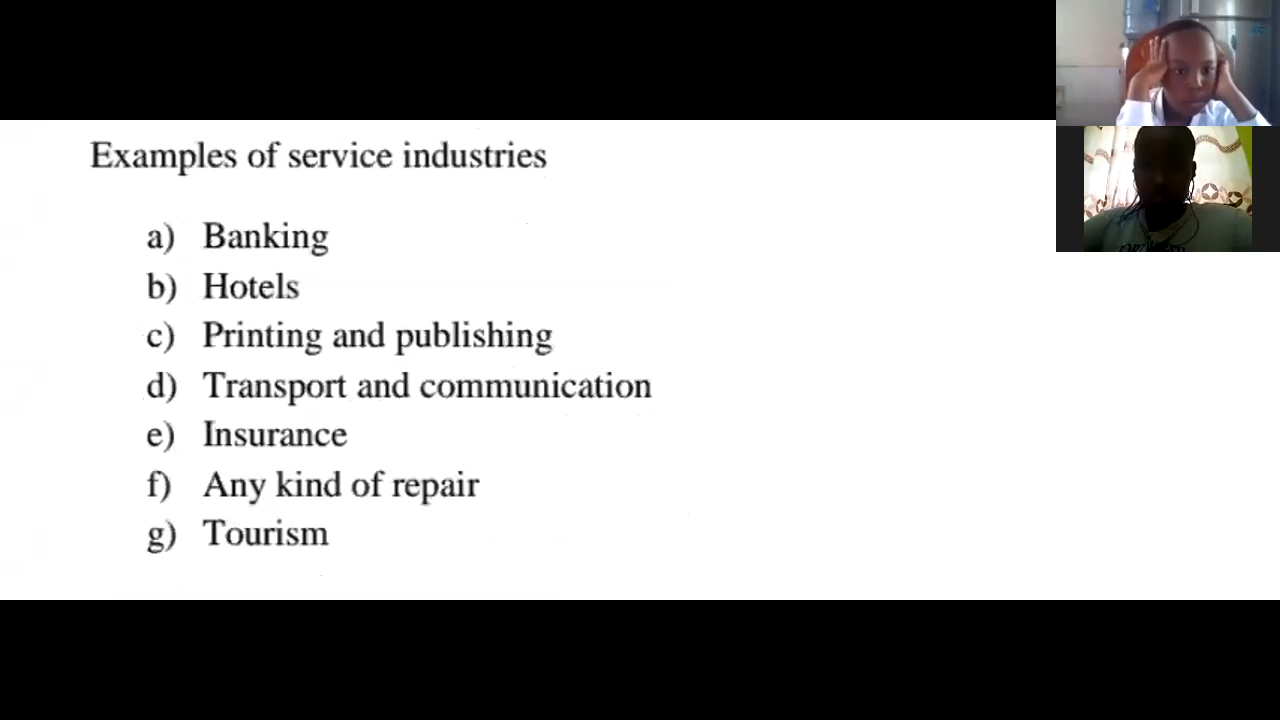 Examples of service industries
a) Banking
b) Hotels
c) Printing and publishing
d) Transport and communication
e) Insurance
f) Any kind of repair
g) Tourism